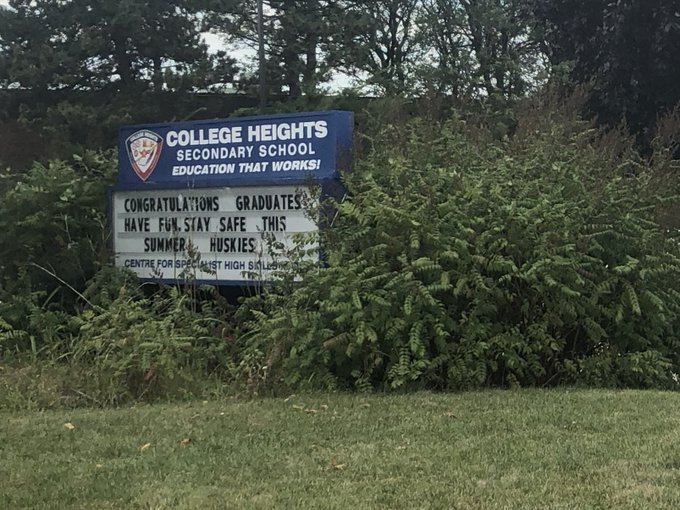 COLLEGE HEIGHTS
SECONDARY SCHOOL
EDUCATION THAT WORKS!
CONGRATULATIONS GRADUATES
HAVE FUN STAY SAFE THIS
SUMMER HUSKIES
CENTRE FOR SPECIALIST HIGH SKILLS